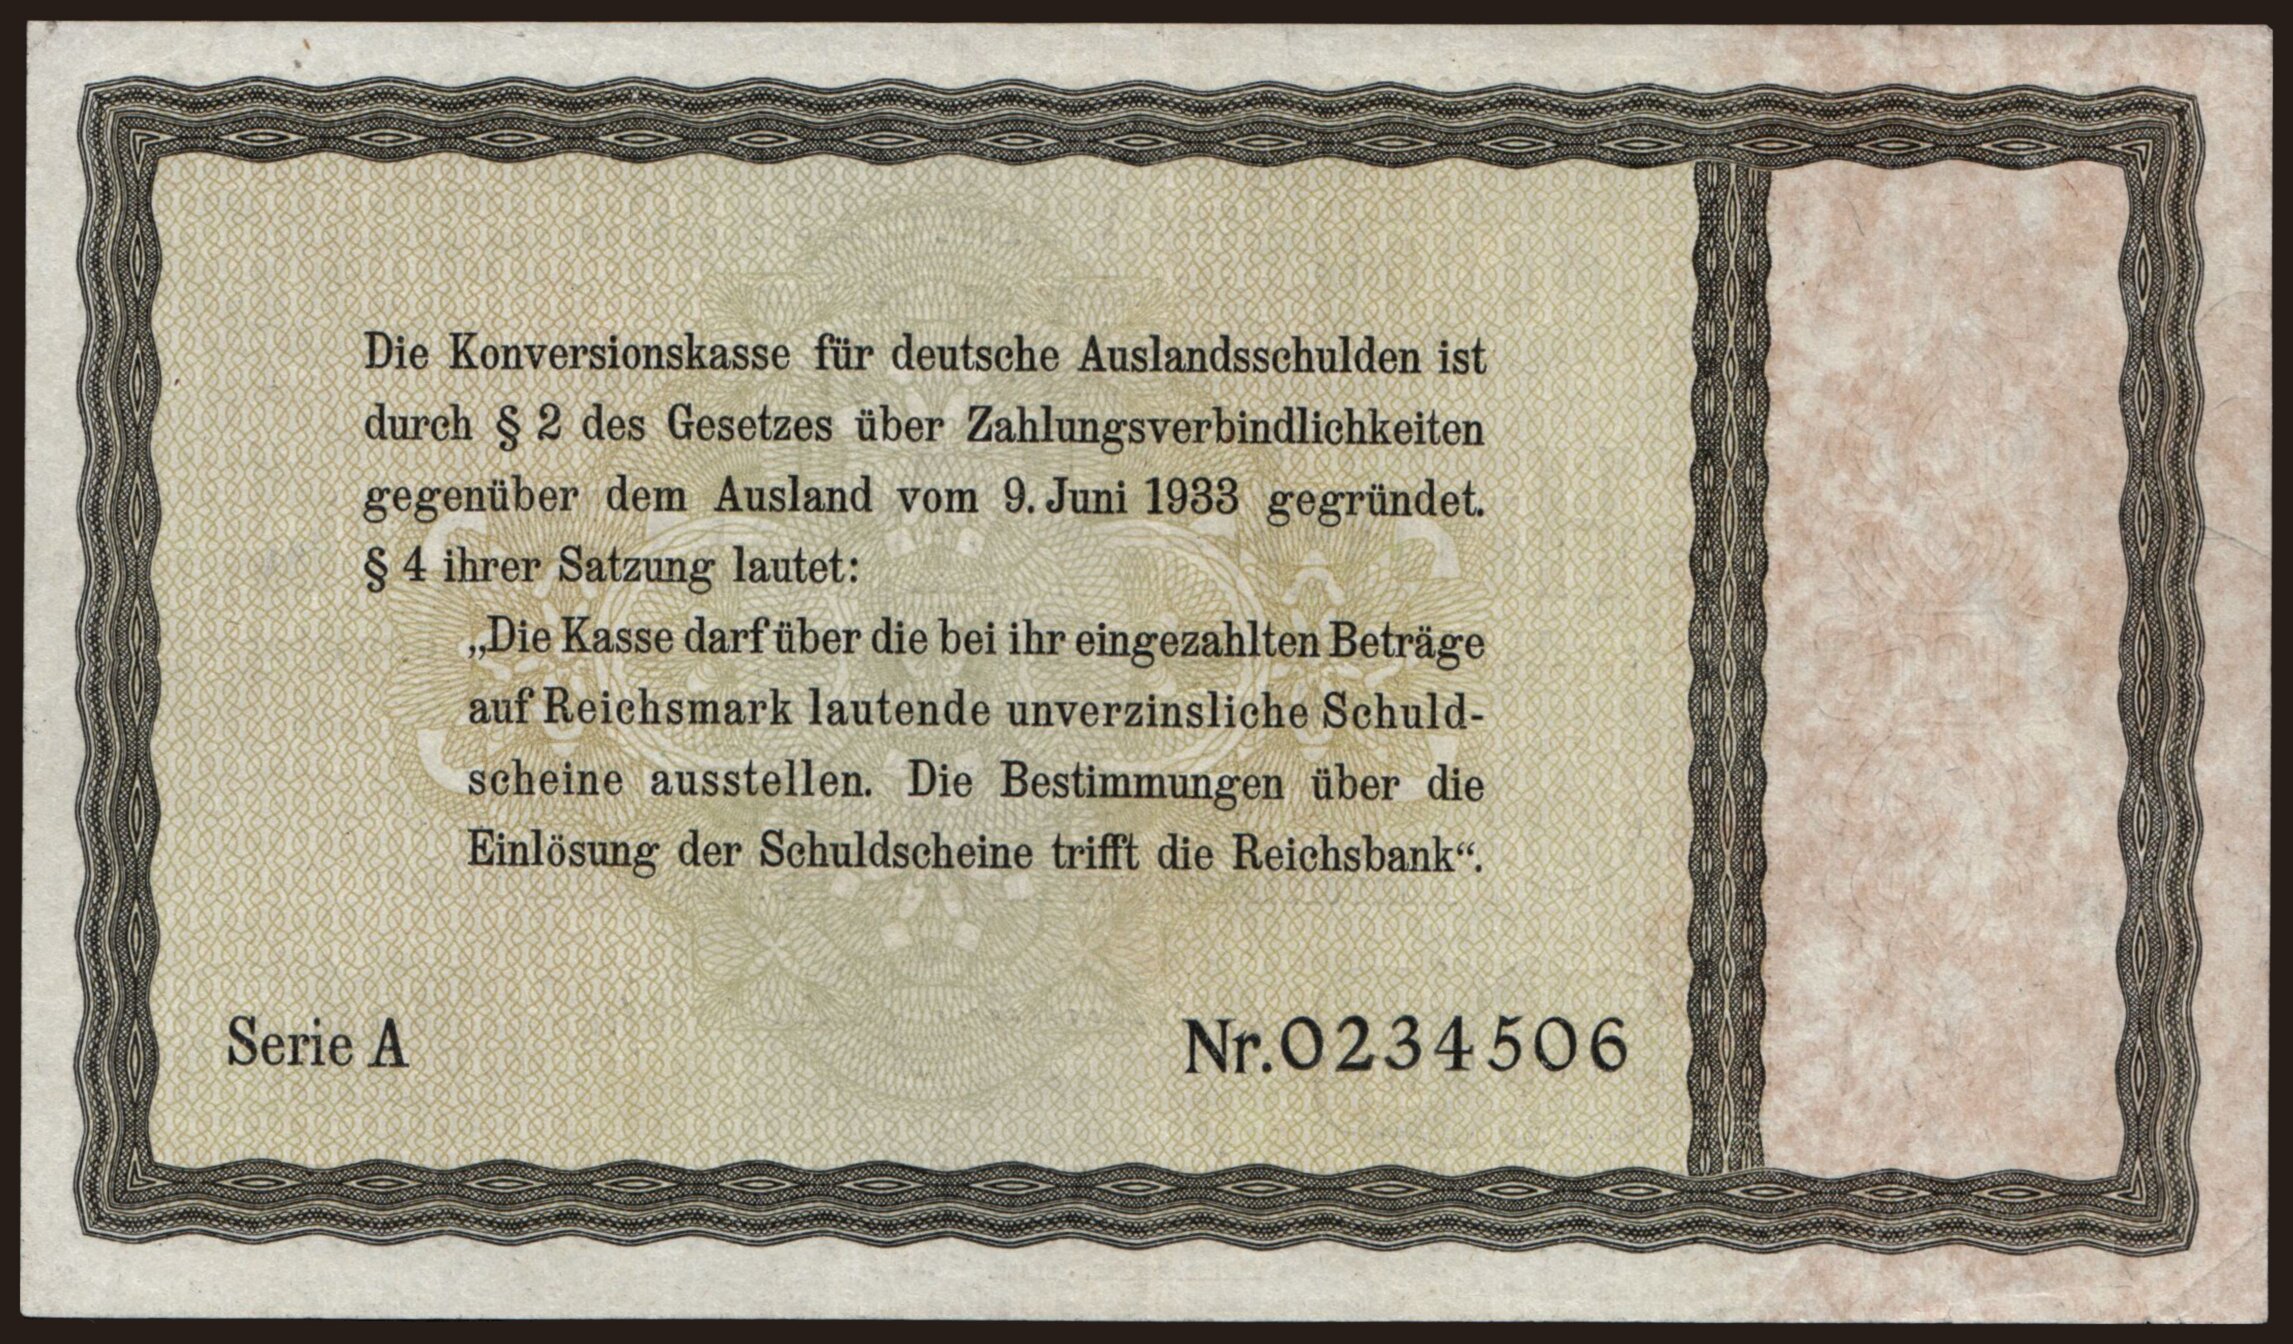 Die Konversionskasse für deutsche Auslandsschulden ist
durch § 2 des Gesetzes über Zahlungsverbindlichkeiten
gegenüber dem Ausland vom 9. Juni 1933 gegründet.
§ 4 ihrer Satzung lautet:
„Die Kasse darf über die bei ihr eingezahlten Beträge
auf Reichsmark lautende unverzinsliche Schuld-
scheine ausstellen. Die Bestimmungen über die
Einlösung der Schuldscheine trifft die Reichsbank“.
Serie A
Nr. 0234506